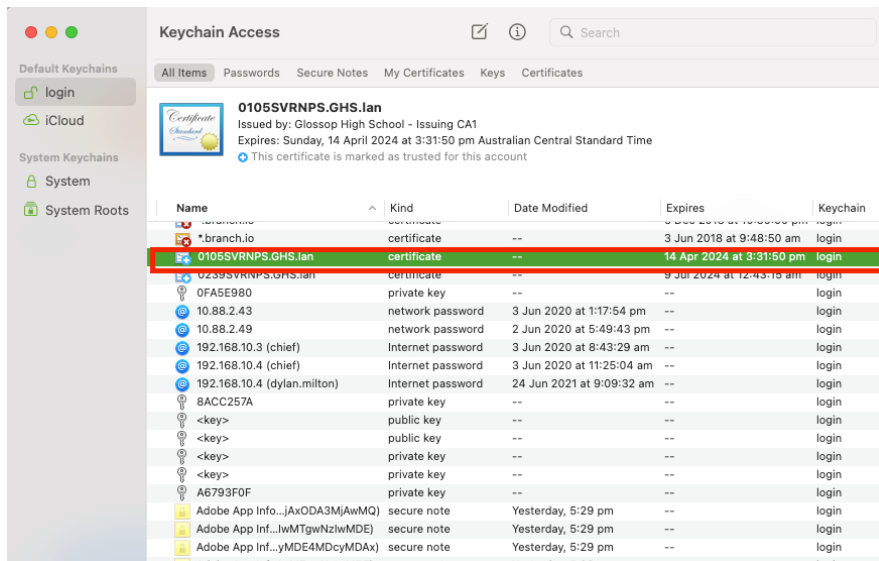 Keychain Access
Search
Default Keychains
login
iCloud
System Keychains
System
System Roots
All Items Passwords Secure Notes My Certificates Keys Certificates
Certificate
Standard
0105SVRNPS.GHS.lan
Issued by: Glossop High School - Issuing CA1
Expires: Sunday, 14 April 2024 at 3:31:50 pm Australian Central Standard Time
This certificate is marked as trusted for this account
Name Kind Date Modified Expires Keychain
*.branch.io certificate -- login
*.branch.io certificate -- 3 Jun 2018 at 9:48:50 am login
0105SVRNPS.GHS.lan certificate -- 14 Apr 2024 at 3:31:50 pm login
0239SVRNPS.GHS.lan certificate -- 9 Jul 2024 at 12:43:15 am login
0FA5E980 private key -- -- login
10.88.2.43 network password 3 Jun 2020 at 1:17:54 pm -- login
10.88.2.49 network password 2 Jun 2020 at 5:49:43 pm -- login
192.168.10.3 (chief) Internet password 3 Jun 2020 at 8:43:29 am -- login
192.168.10.4 (chief) Internet password 3 Jun 2020 at 11:25:04 am -- login
192.168.10.4 (dylan.milton) Internet password 24 Jun 2021 at 9:09:32 am -- login
8ACC257A private key -- -- login
<key> public key -- -- login
<key> public key -- -- login
<key> private key -- -- login
<key> private key -- -- login
A6793F0F private key -- -- login
Adobe App Info...jAxODA3MjAwMQ) secure note Yesterday, 5:29 pm -- login
Adobe App Inf...IwMTgwNzIwMDE) secure note Yesterday, 5:29 pm -- login
Adobe App Inf...yMDE4MDcyMDAx) secure note Yesterday, 5:29 pm -- login